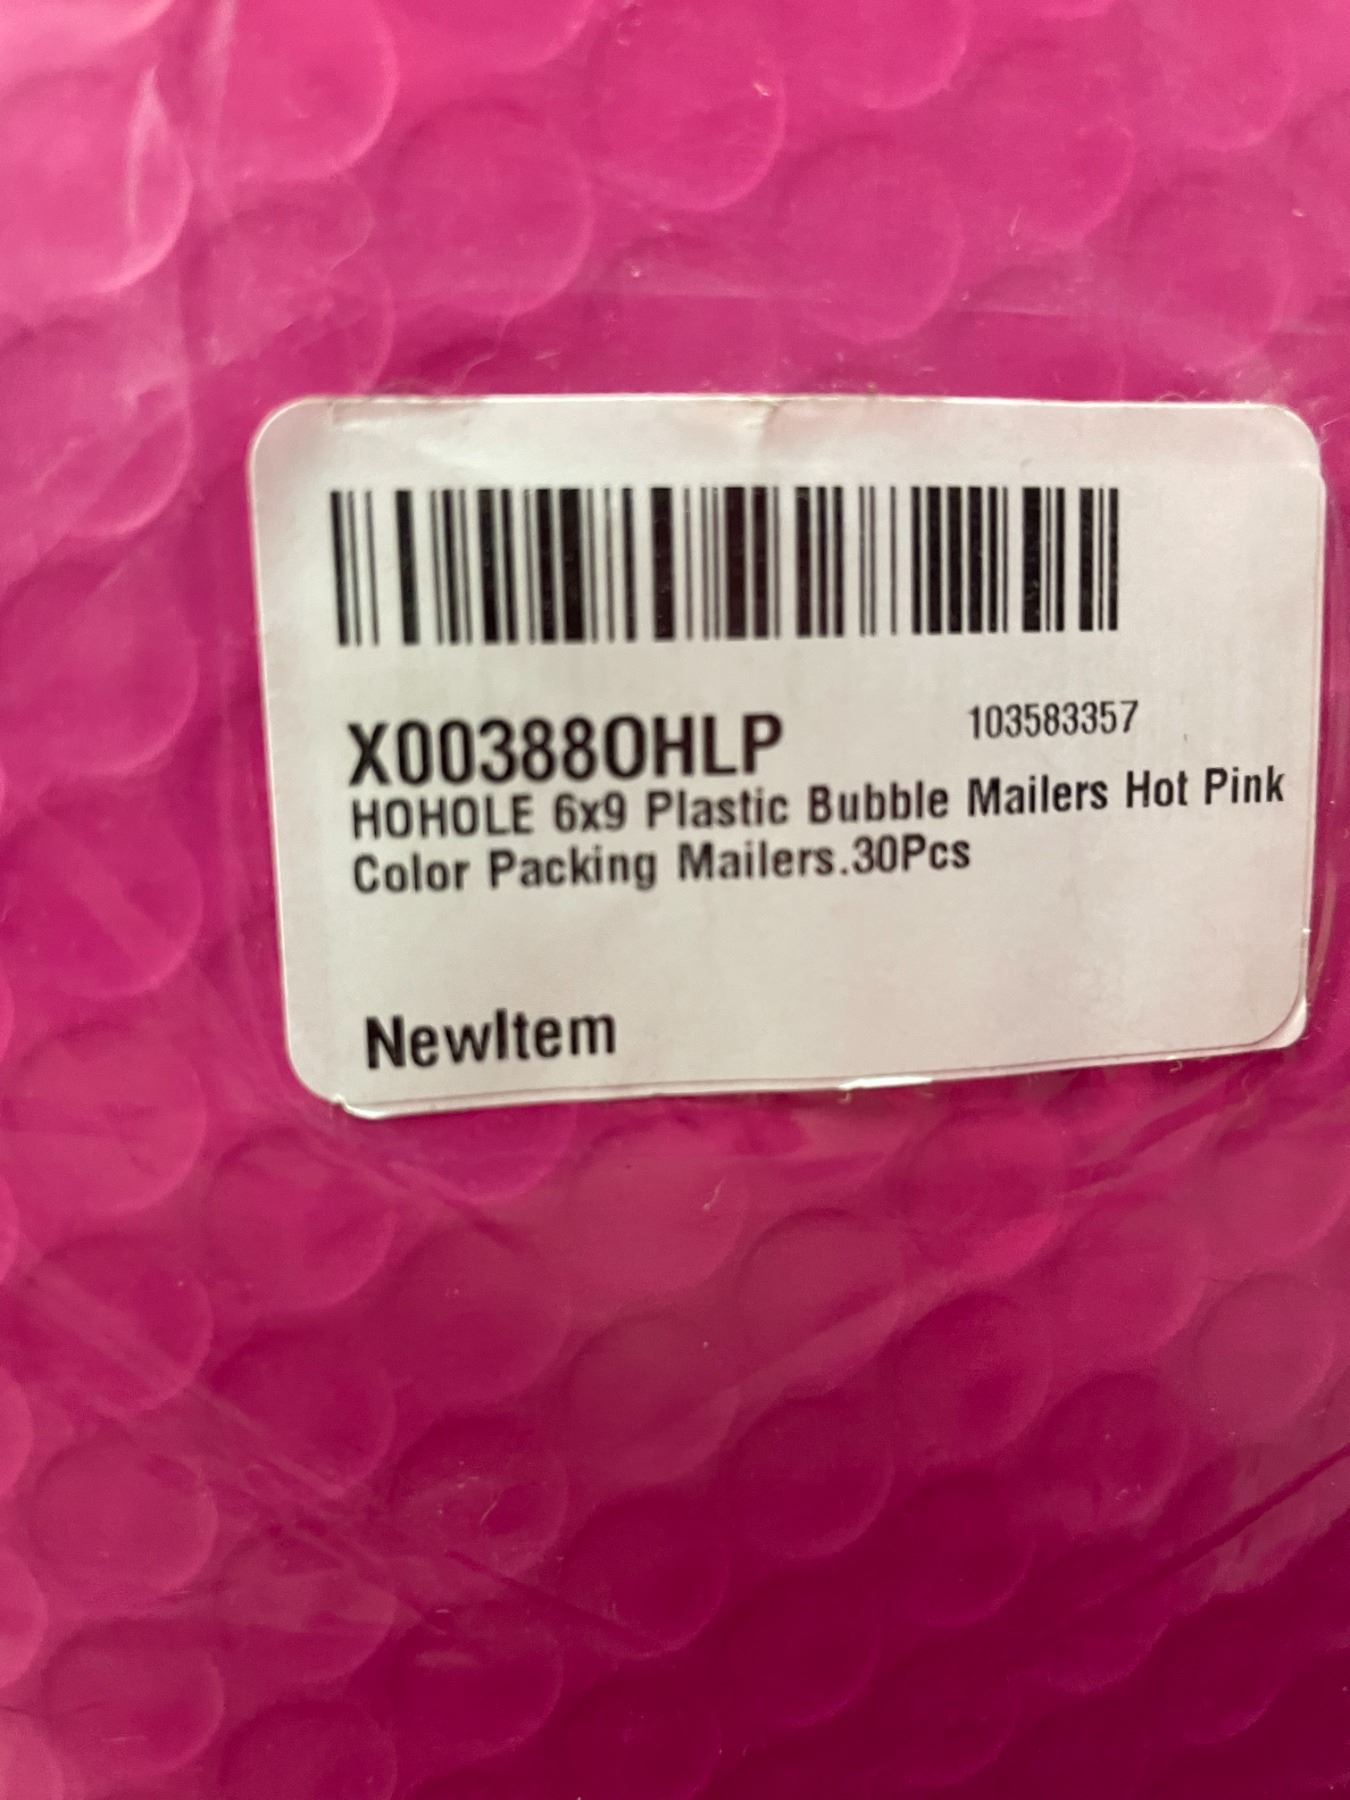 X00388OHLP
103583357
HOHOLE 6x9 Plastic Bubble Mailers Hot Pink
Color Packing Mailers.30Pcs
NewItem